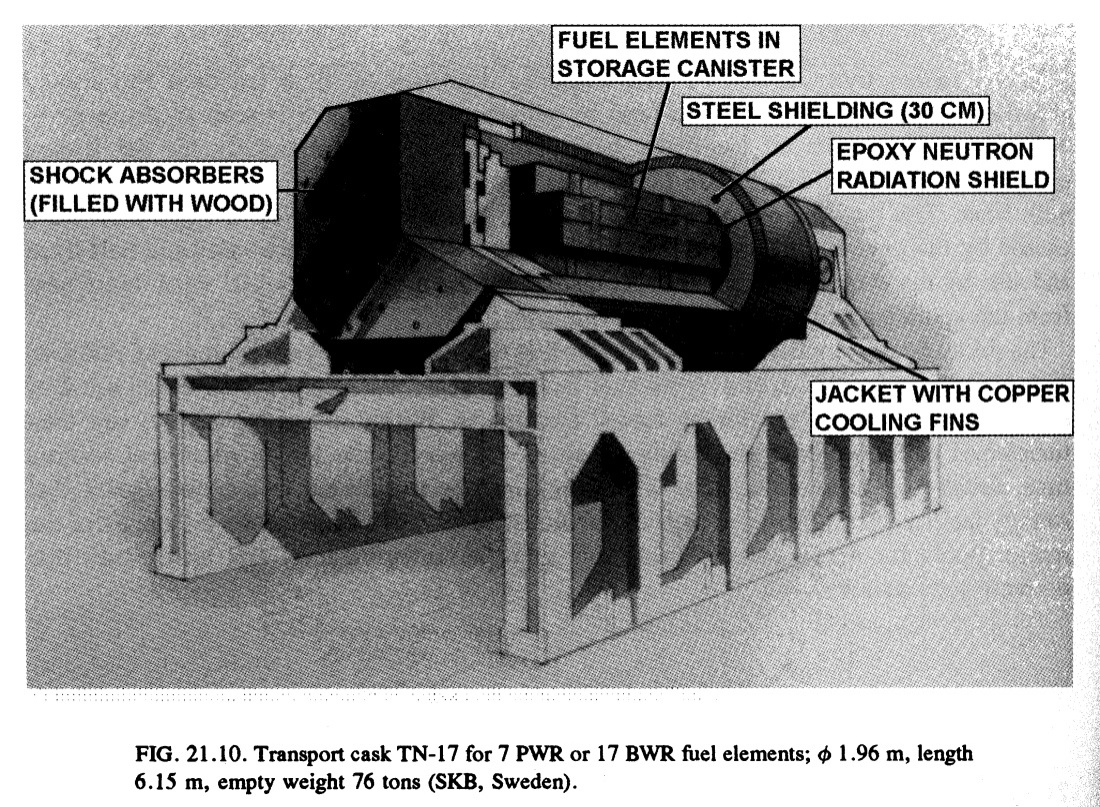 FUEL ELEMENTS IN
STORAGE CANISTER
STEEL SHIELDING (30 CM)
EPOXY NEUTRON
RADIATION SHIELD
SHOCK ABSORBERS
(FILLED WITH WOOD)
JACKET WITH COPPER
COOLING FINS
FIG. 21.10. Transport cask TN-17 for 7 PWR or 17 BWR fuel elements; ϕ 1.96 m, length
6.15 m, empty weight 76 tons (SKB, Sweden).